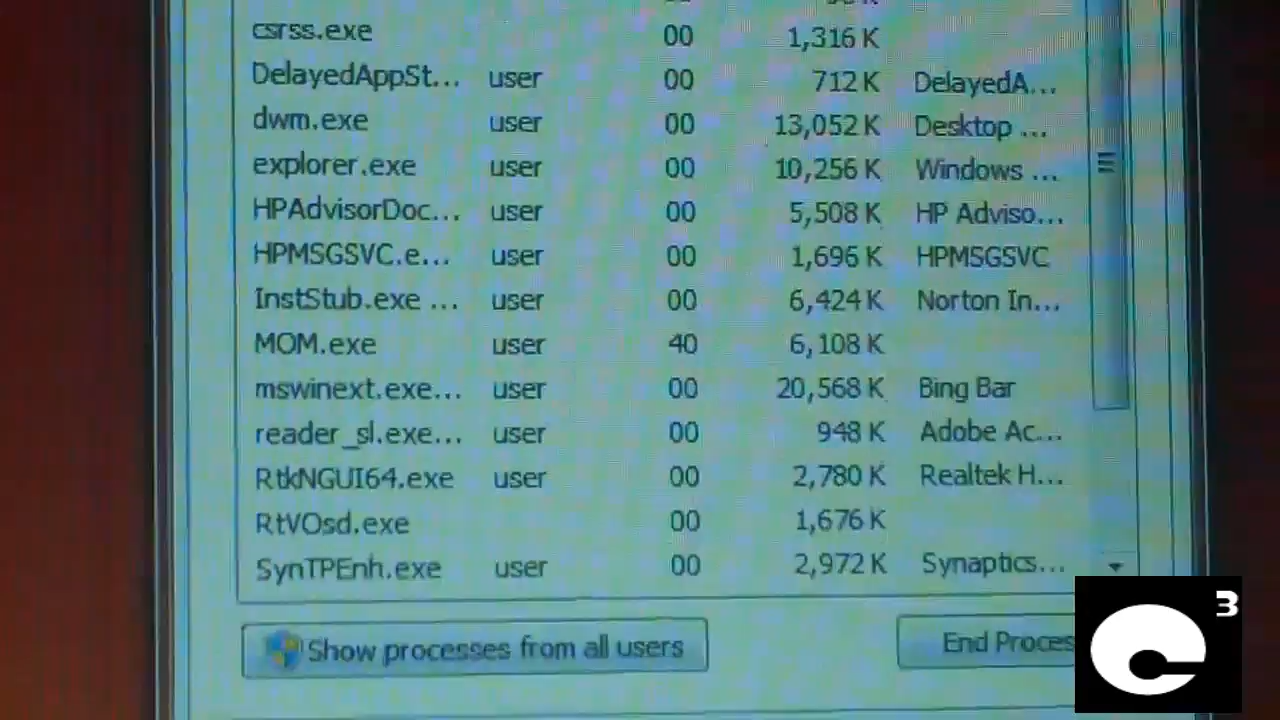 csrss.exe 00 1,316 K
DelayedAppSt... user 00 712 K DelayedA...
dwm.exe user 00 13,052 K Desktop ...
explorer.exe user 00 10,256 K Windows ...
HPAdvisorDoc... user 00 5,508 K HP Adviso...
HPMSGSVC.e... user 00 1,696 K HPMSGSVC
InstStub.exe ... user 00 6,424 K Norton In...
MOM.exe user 40 6,108 K
mswinext.exe... user 00 20,568 K Bing Bar
reader_sl.exe... user 00 948 K Adobe Ac...
RtkNGUI64.exe user 00 2,780 K Realtek H...
RtVOsd.exe 00 1,676 K
SynTPEnh.exe user 00 2,972 K Synaptics...
Show processes from all users End Proces
e 3